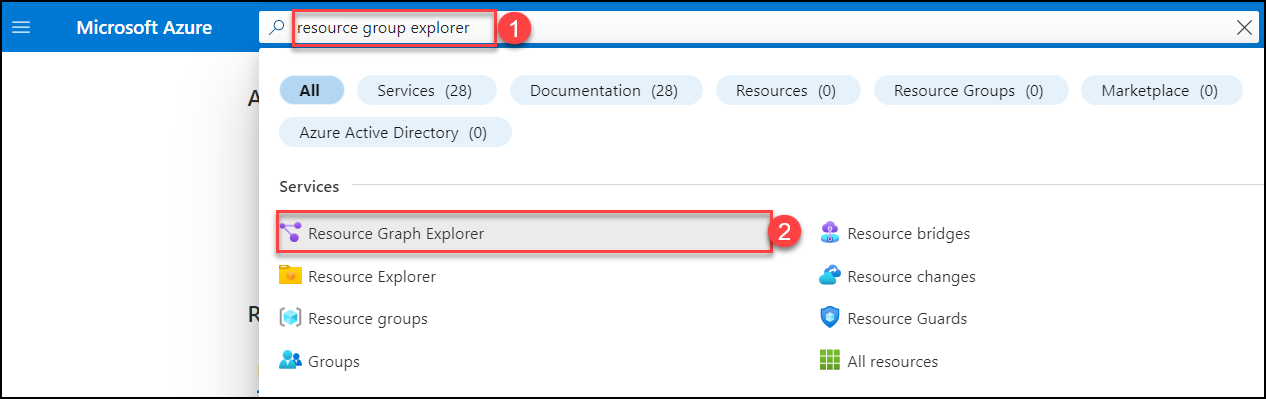 Microsoft Azure
resource group explorer
1
All
Services (28)
Documentation (28)
Resources (0)
Resource Groups (0)
Marketplace (0)
Azure Active Directory (0)
A
Services
Resource Graph Explorer
2
Resource bridges
Resource Explorer
Resource changes
R
Resource groups
Resource Guards
Groups
All resources